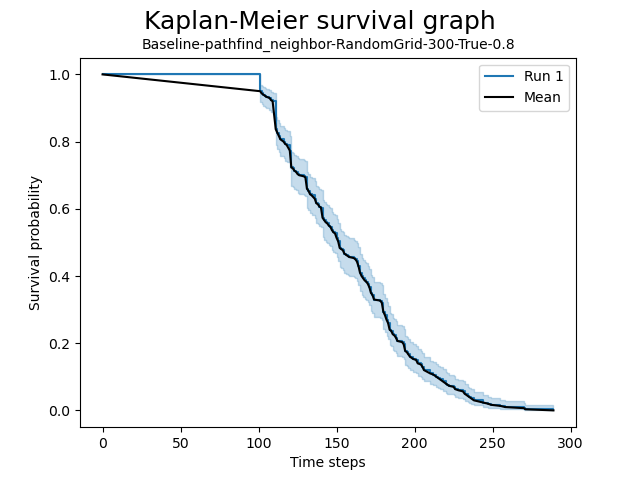 Kaplan-Meier survival graph
Baseline-pathfind_neighbor-RandomGrid-300-True-0.8
Run 1
Mean
1.0
0.8
0.6
0.4
0.2
0.0
Survival probability
0
50
100
150
200
250
300
Time steps